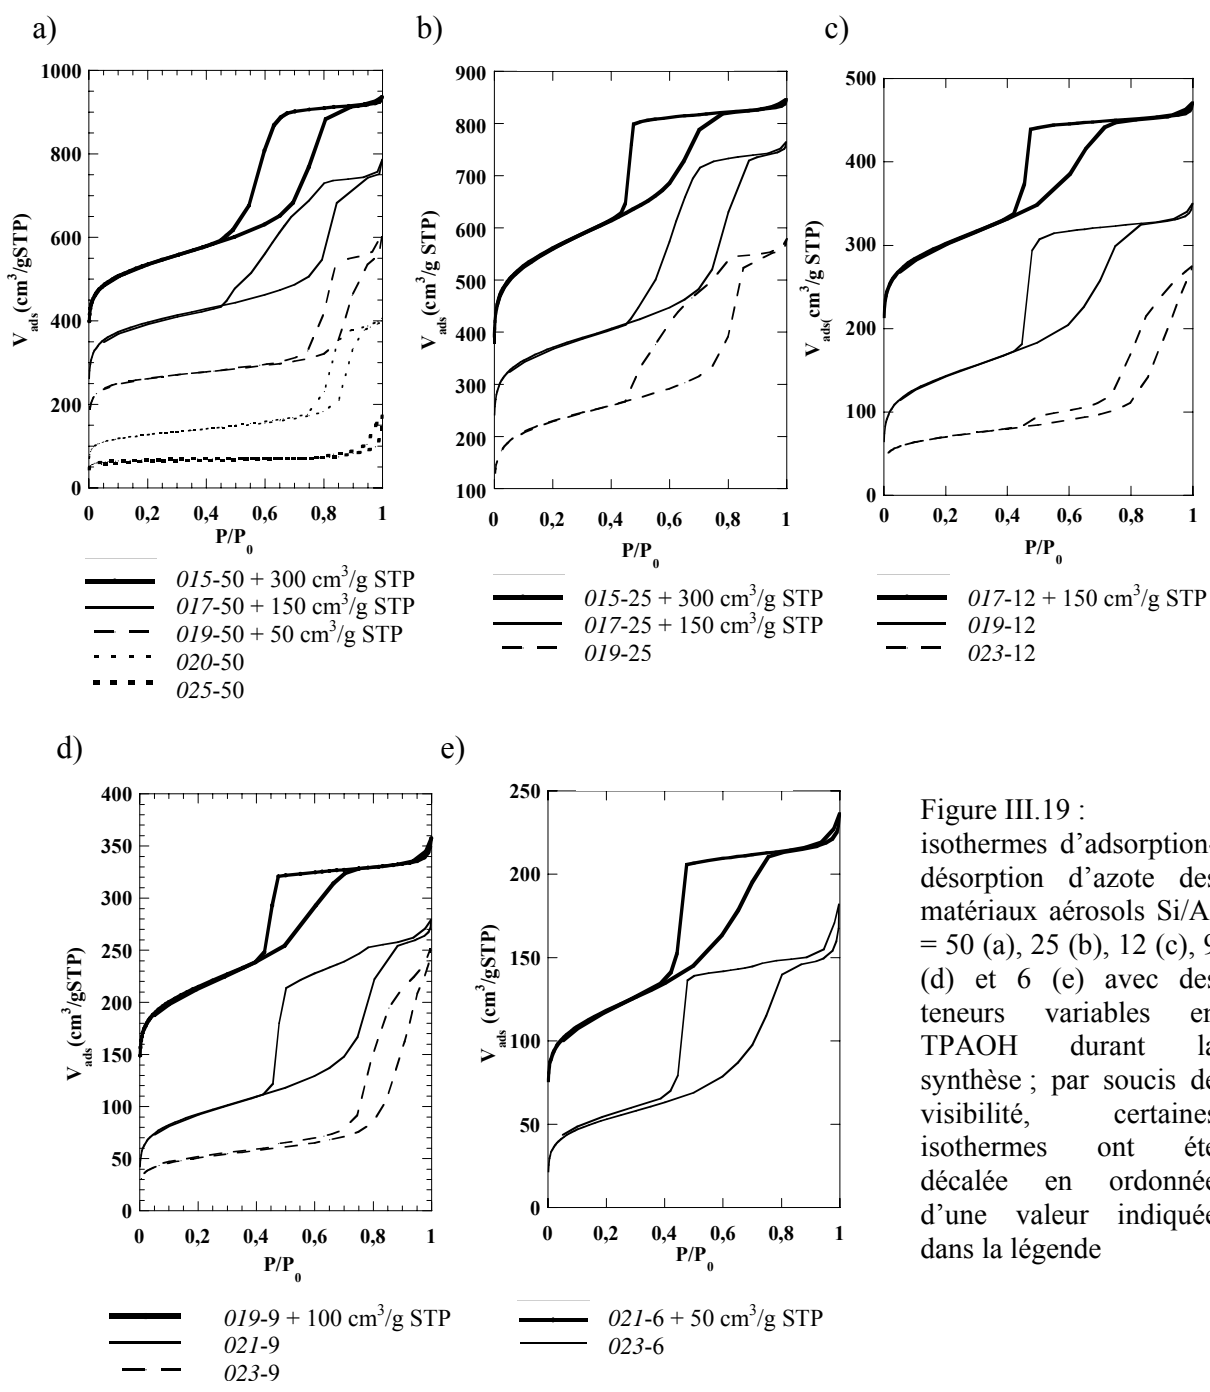 a)
b)
c)
1000
800
600
400
200
0
V_ads (cm³/gSTP)
0 0,2 0,4 0,6 0,8 1
P/P₀
015-50 + 300 cm³/g STP
017-50 + 150 cm³/g STP
019-50 + 50 cm³/g STP
020-50
025-50
900
800
700
600
500
400
300
200
100
V_ads (cm³/g STP)
0 0,2 0,4 0,6 0,8 1
P/P₀
015-25 + 300 cm³/g STP
017-25 + 150 cm³/g STP
019-25
500
400
300
200
100
0
V_ads( cm³/g STP)
0 0,2 0,4 0,6 0,8 1
P/P₀
017-12 + 150 cm³/g STP
019-12
023-12
d)
e)
400
350
300
250
200
150
100
50
0
V_ads (cm³/gSTP)
0 0,2 0,4 0,6 0,8 1
P/P₀
019-9 + 100 cm³/g STP
021-9
023-9
250
200
150
100
50
0
V_ads (cm³/gSTP)
0 0,2 0,4 0,6 0,8 1
P/P₀
021-6 + 50 cm³/g STP
023-6
Figure III.19 :
isothermes d’adsorption-
désorption d’azote des
matériaux aérosols Si/A
= 50 (a), 25 (b), 12 (c), 9
(d) et 6 (e) avec des
teneurs variables en
TPAOH durant la
synthèse ; par soucis de
visibilité, certaines
isothermes ont été
décalée en ordonnée
d’une valeur indiquée
dans la légende